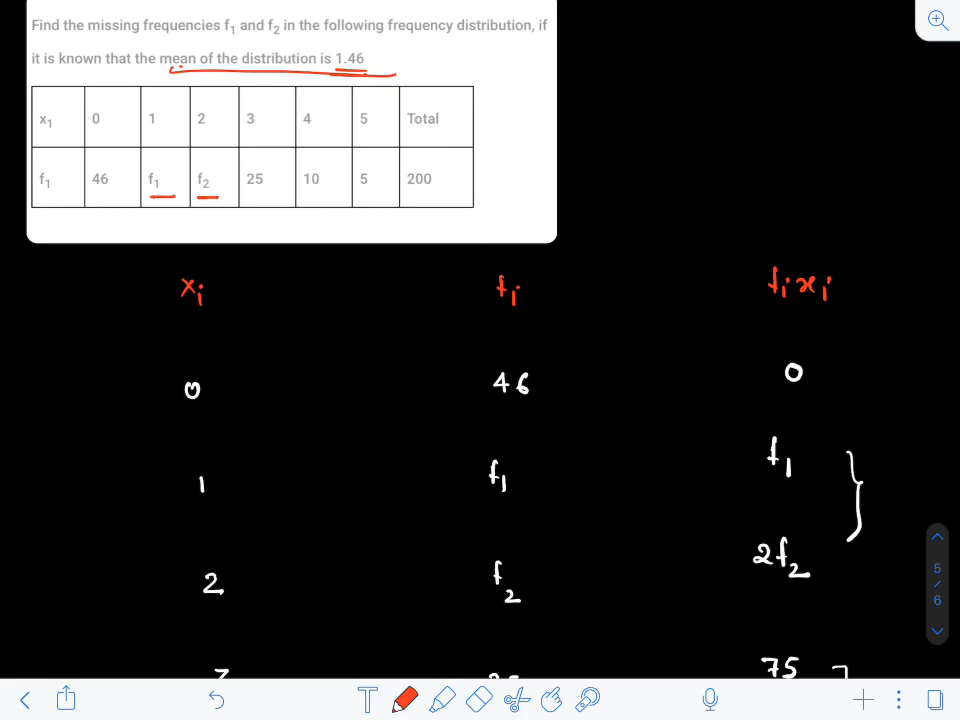 Find the missing frequencies f₁ and f₂ in the following frequency distribution, if
it is known that the mean of the distribution is 1.46
x₁ 0 1 2 3 4 5 Total
f₁ 46 f₁ f₂ 25 10 5 200
xᵢ fᵢ fᵢxᵢ
0 46 0
1 f₁ f₁
2 f₂ 2f₂
75
5
/
6
T